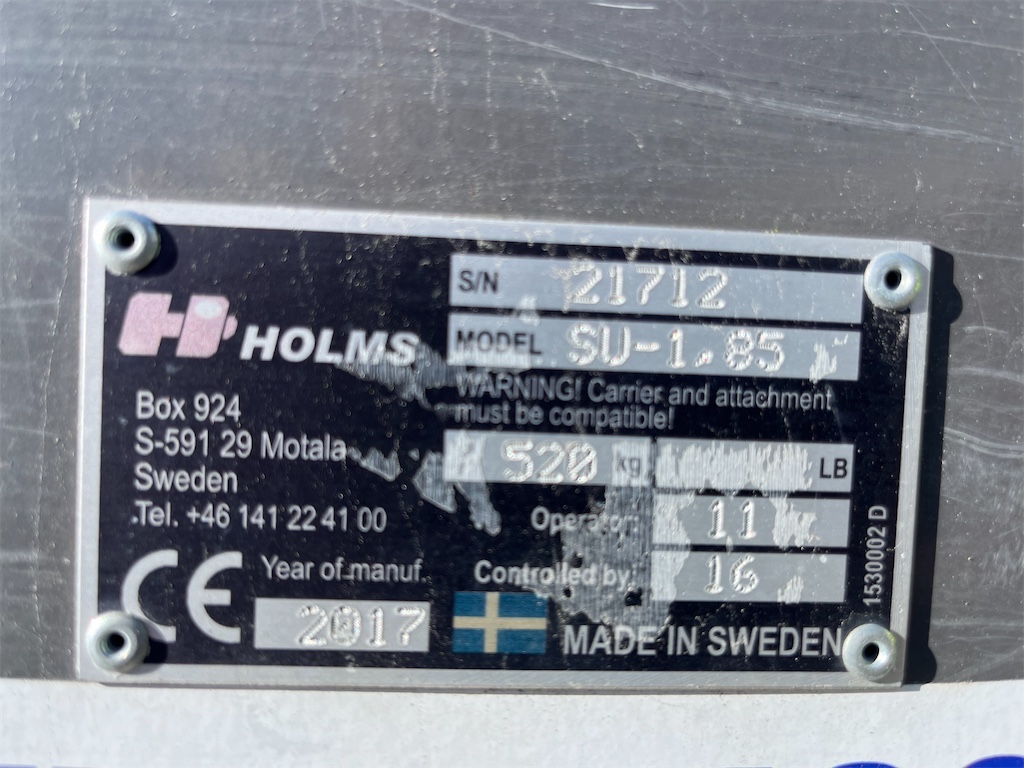 HOLMS
Box 924
S-591 29 Motala
Sweden
Tel. +46 141 22 41 00
CE
Year of manuf.
2017
S/N 21712
MODEL SU-1.85
WARNING! Carrier and attachment
must be compatible!
520 kg LB
Operator: 11
Controlled by: 16
MADE IN SWEDEN
1530002 D